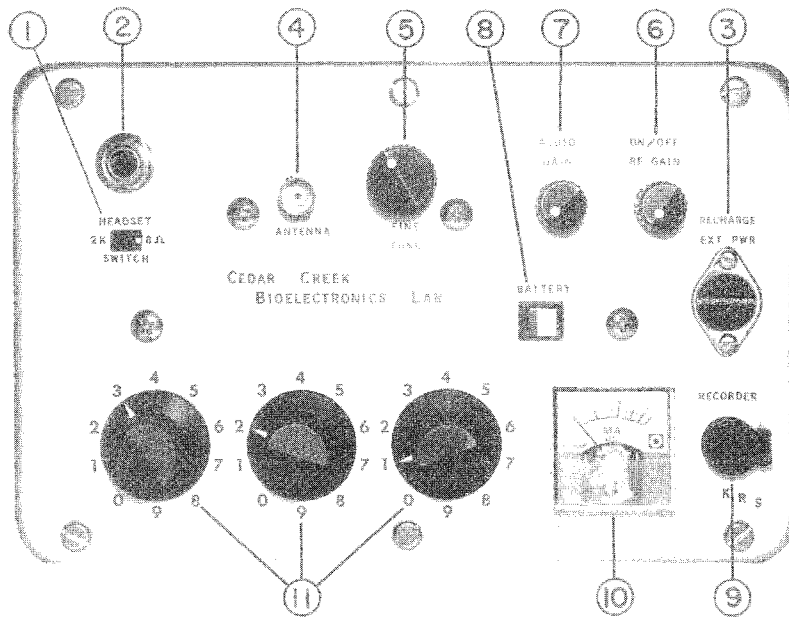 1 2 4 5 8 7 6 3
AUDIO GAIN
ON/OFF RF GAIN
HEADSET
2K 8Ω
SWITCH
ANTENNA
FINE
TUNE
RECHARGE
EXT PWR
CEDAR CREEK
BIOELECTRONICS LAB
BATTERY
0 1 2 3 4 5 6 7 8 9
0 1 2 3 4 5 6 7 8 9
0 1 2 3 4 5 6 7 8 9
MA
RECORDER
K R S
11 10 9